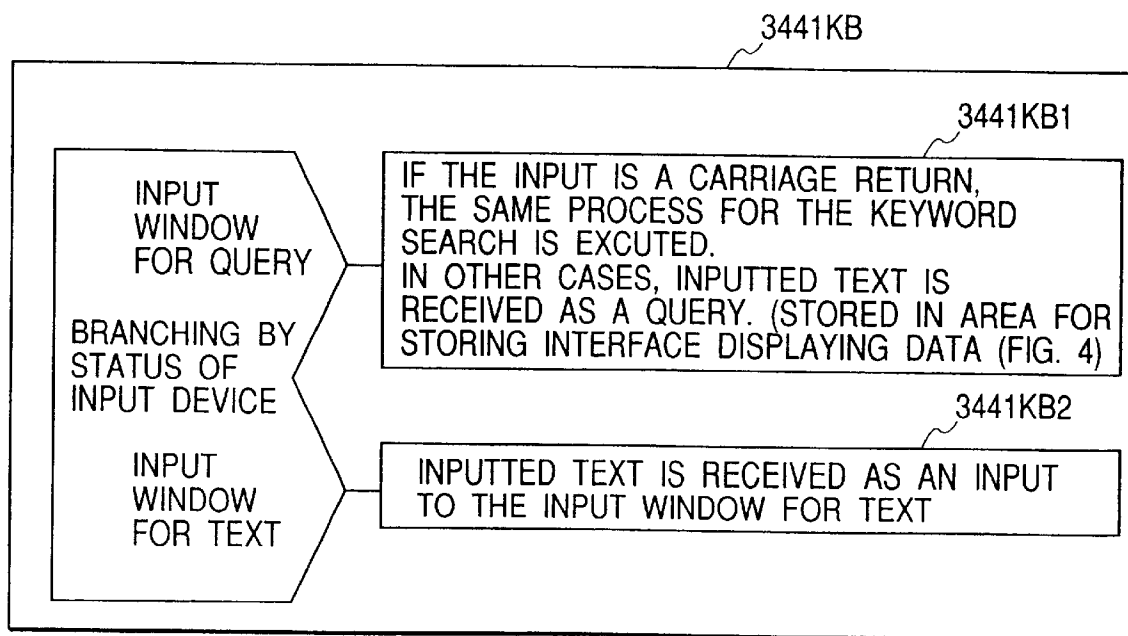 3441KB
3441KB1
INPUT
WINDOW
FOR QUERY
IF THE INPUT IS A CARRIAGE RETURN,
THE SAME PROCESS FOR THE KEYWORD
SEARCH IS EXCUTED.
IN OTHER CASES, INPUTTED TEXT IS
RECEIVED AS A QUERY. (STORED IN AREA FOR
STORING INTERFACE DISPLAYING DATA (FIG. 4)
BRANCHING BY
STATUS OF
INPUT DEVICE
3441KB2
INPUT
WINDOW
FOR TEXT
INPUTTED TEXT IS RECEIVED AS AN INPUT
TO THE INPUT WINDOW FOR TEXT